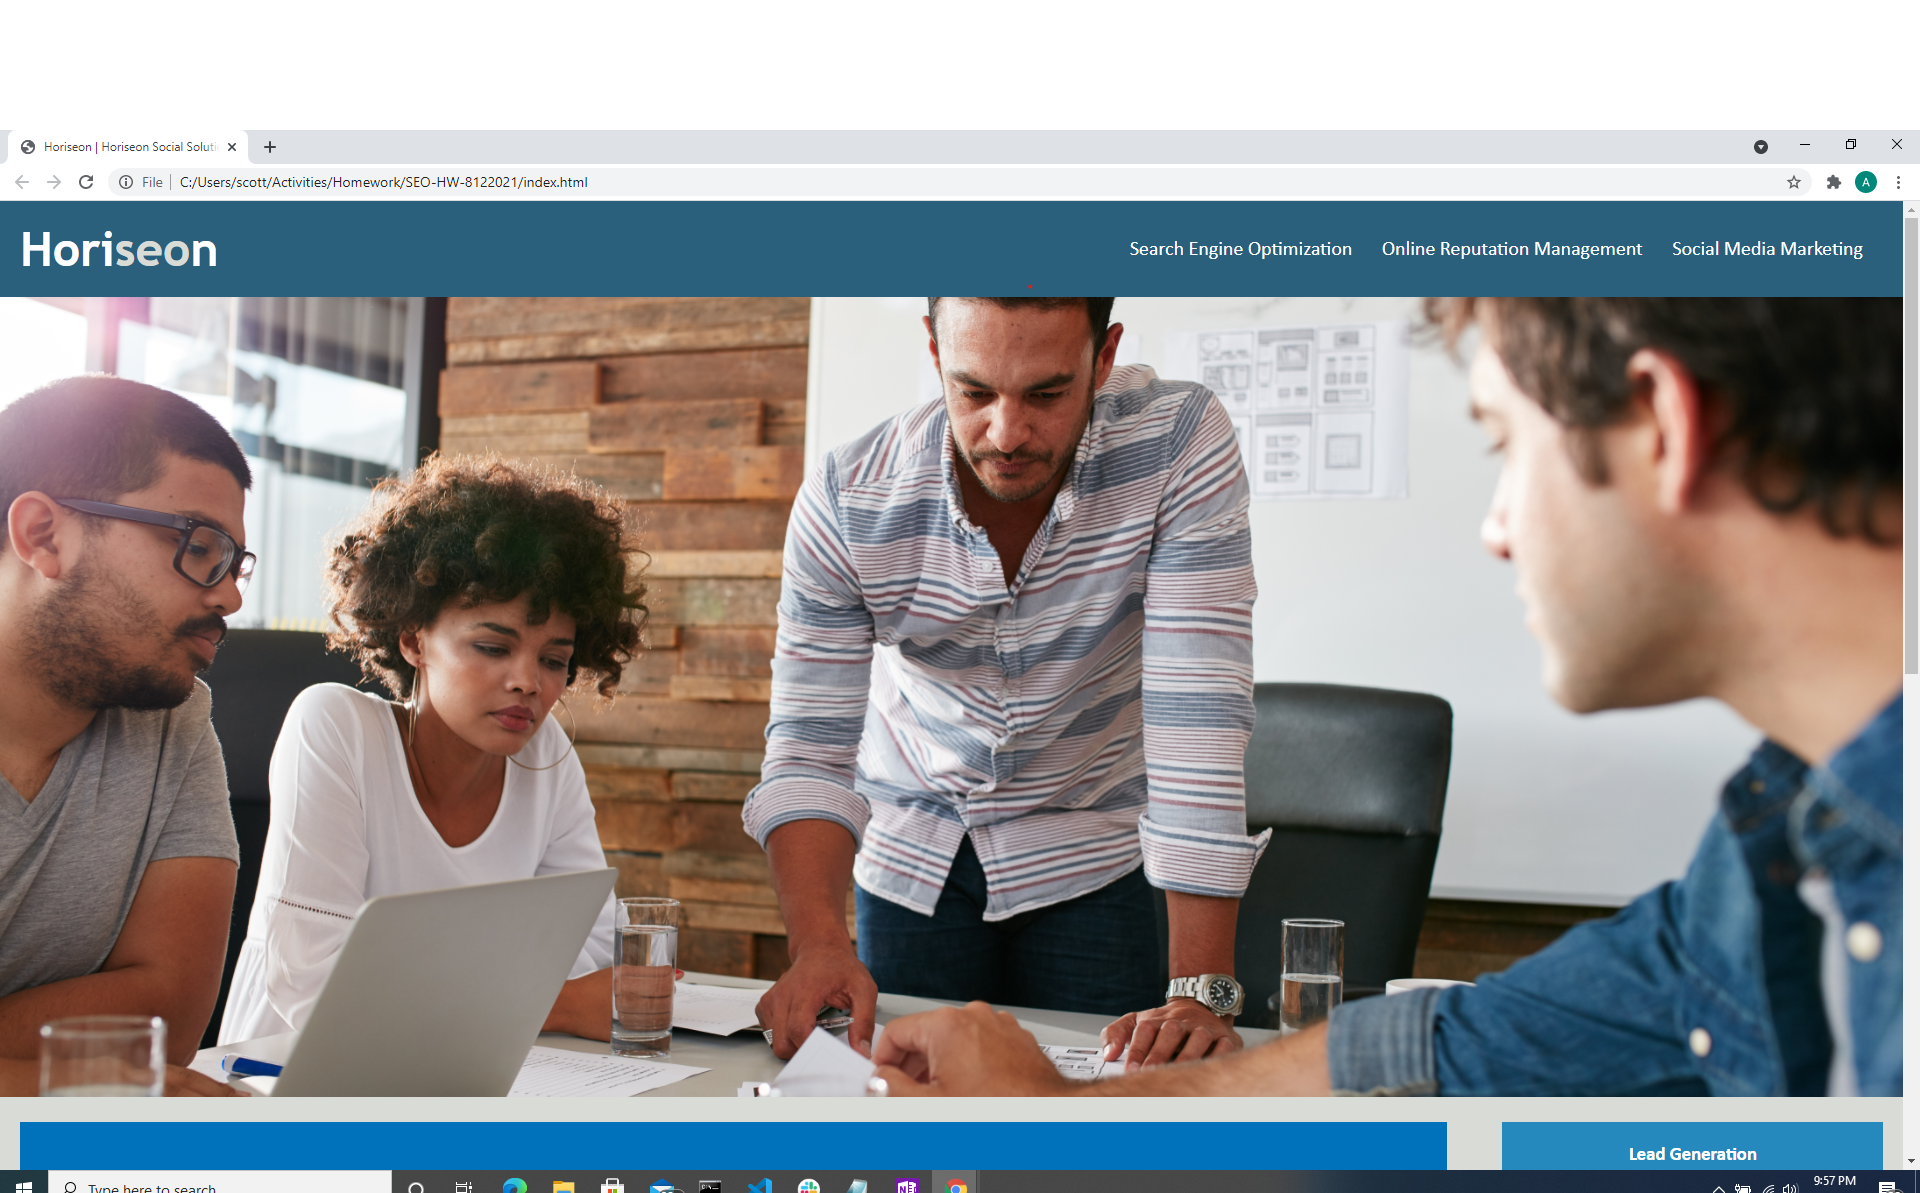 Horiseon | Horiseon Social Soluti
File | C:/Users/scott/Activities/Homework/SEO-HW-8122021/index.html
A
Horiseon
Search Engine Optimization Online Reputation Management Social Media Marketing
Lead Generation
Type here to search
9:57 PM